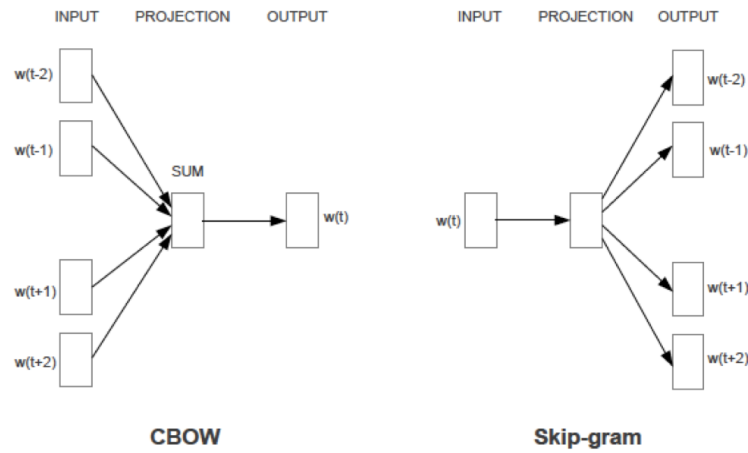 INPUT PROJECTION OUTPUT
w(t-2)
w(t-1)
SUM
w(t)
w(t+1)
w(t+2)
CBOW
INPUT PROJECTION OUTPUT
w(t-2)
w(t-1)
w(t)
w(t+1)
w(t+2)
Skip-gram